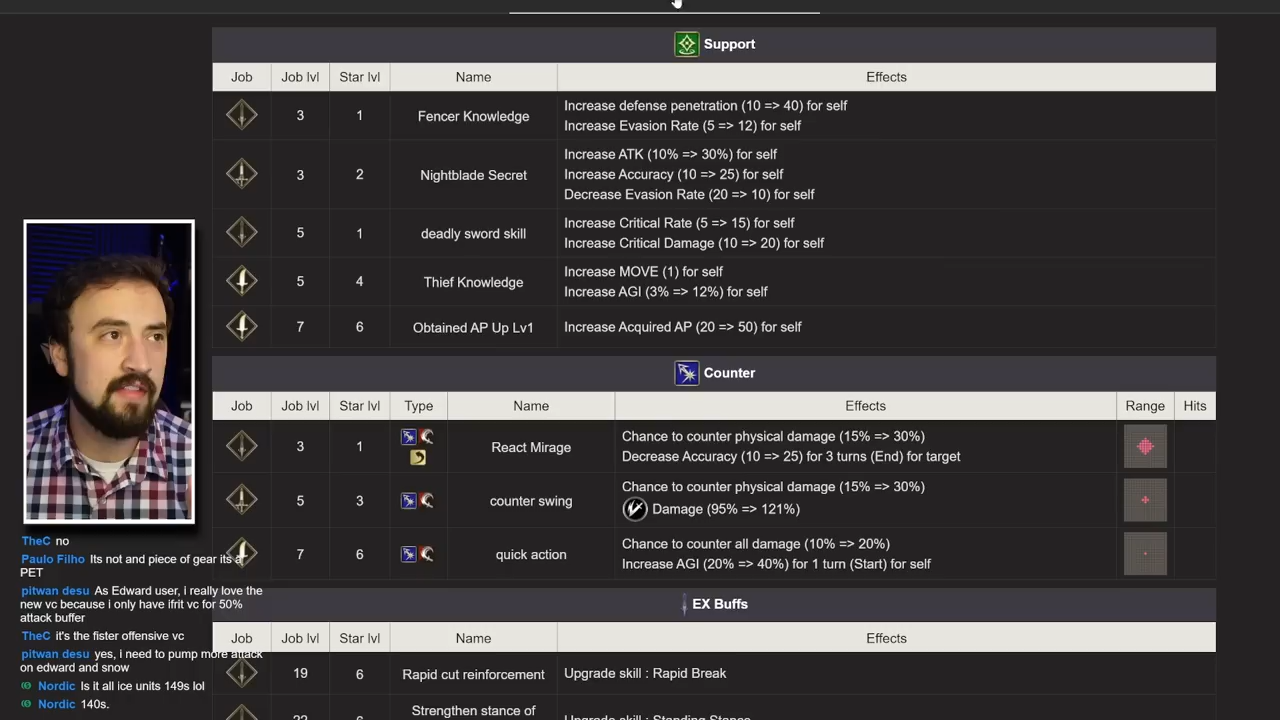 Support
Job Job lvl Star lvl Name Effects
3 1 Fencer Knowledge Increase defense penetration (10 => 40) for self
Increase Evasion Rate (5 => 12) for self
3 2 Nightblade Secret Increase ATK (10% => 30%) for self
Increase Accuracy (10 => 25) for self
Decrease Evasion Rate (20 => 10) for self
5 1 deadly sword skill Increase Critical Rate (5 => 15) for self
Increase Critical Damage (10 => 20) for self
5 4 Thief Knowledge Increase MOVE (1) for self
Increase AGI (3% => 12%) for self
7 6 Obtained AP Up Lv1 Increase Acquired AP (20 => 50) for self
Counter
Job Job lvl Star lvl Type Name Effects Range Hits
3 1 React Mirage Chance to counter physical damage (15% => 30%)
Decrease Accuracy (10 => 25) for 3 turns (End) for target
5 3 counter swing Chance to counter physical damage (15% => 30%)
Damage (95% => 121%)
7 6 quick action Chance to counter all damage (10% => 20%)
Increase AGI (20% => 40%) for 1 turn (Start) for self
EX Buffs
Job Job lvl Star lvl Name Effects
19 6 Rapid cut reinforcement Upgrade skill : Rapid Break
22 6 Strengthen stance of Upgrade skill : Standing Stance
TheC no
Paulo Filho Its not and piece of gear its a
PET
pitwan desu As Edward user, i really love the
new vc because i only have ifrit vc for 50%
attack buffer
TheC it's the fister offensive vc
pitwan desu yes, i need to pump more attack
on edward and snow
Nordic Is it all ice units 149s lol
Nordic 140s.